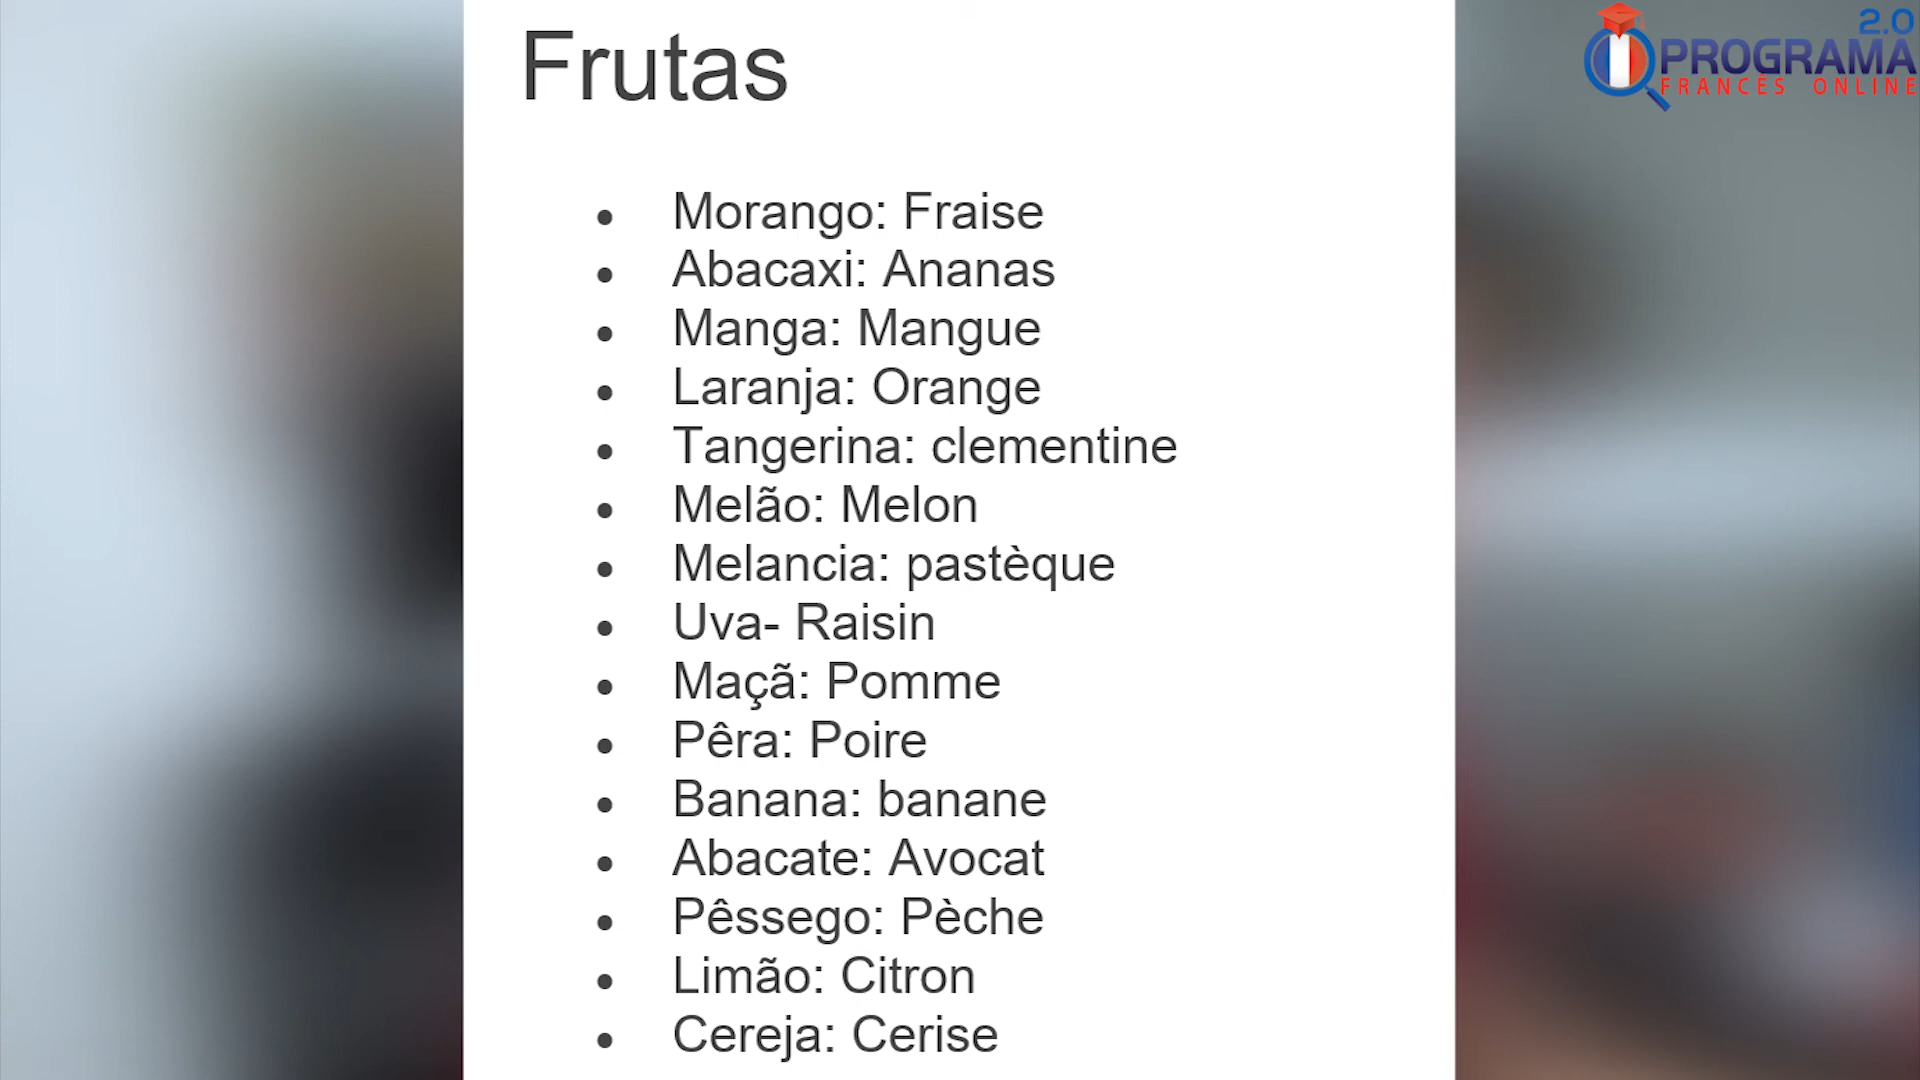 Frutas
2.0
PROGRAMA
FRANCÊS ONLINE
Morango: Fraise
Abacaxi: Ananas
Manga: Mangue
Laranja: Orange
Tangerina: clementine
Melão: Melon
Melancia: pastèque
Uva- Raisin
Maçã: Pomme
Pêra: Poire
Banana: banane
Abacate: Avocat
Pêssego: Pèche
Limão: Citron
Cereja: Cerise